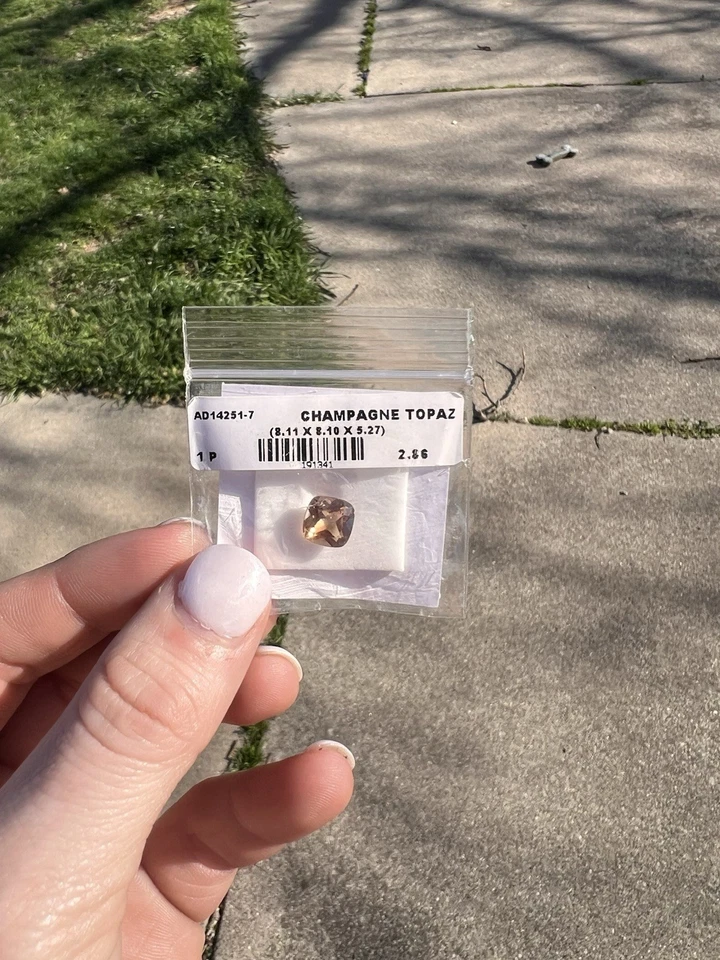 AD14251-7 CHAMPAGNE TOPAZ
(8.11 X 8.10 X 5.27)
1 P 2.86
191341